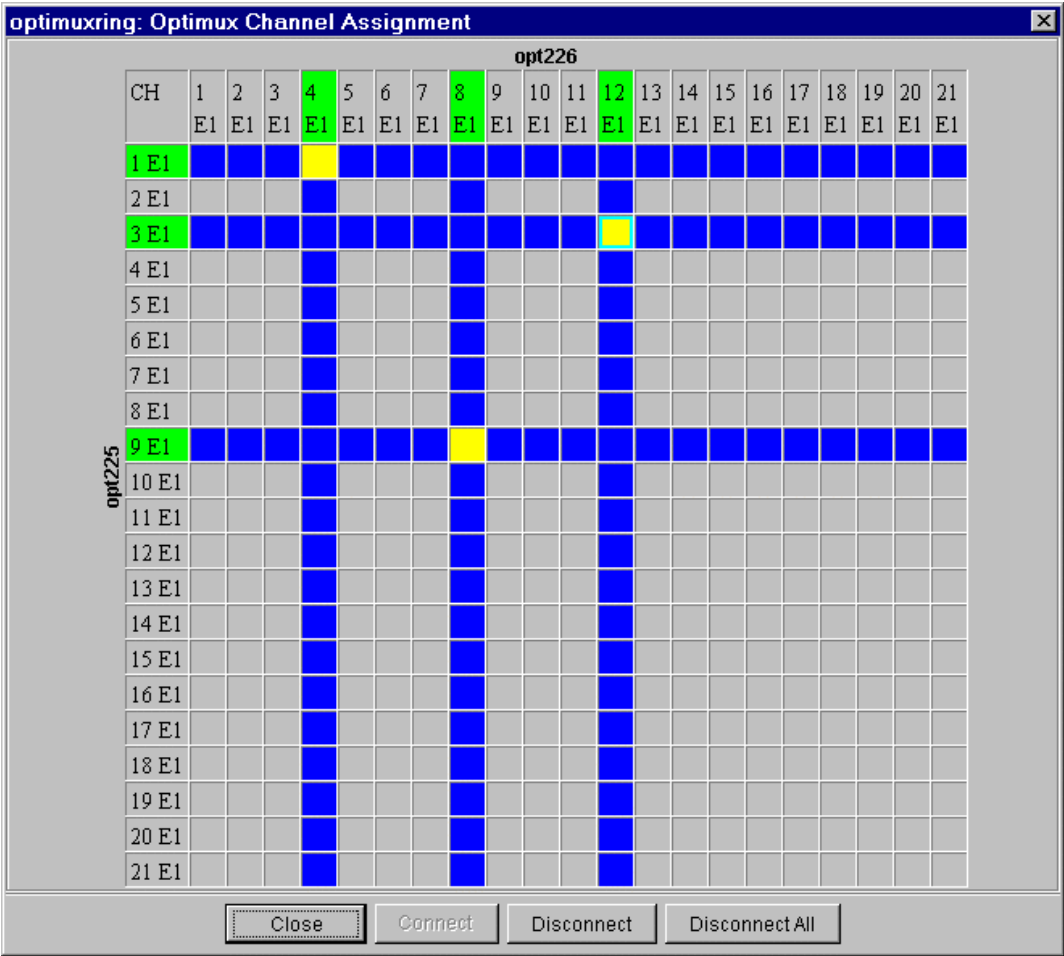 optimuxring: Optimux Channel Assignment
opt226
CH 1 2 3 4 5 6 7 8 9 10 11 12 13 14 15 16 17 18 19 20 21
E1 E1 E1 E1 E1 E1 E1 E1 E1 E1 E1 E1 E1 E1 E1 E1 E1 E1 E1 E1 E1
1 E1
2 E1
3 E1
4 E1
5 E1
6 E1
7 E1
8 E1
9 E1
opt225
10 E1
11 E1
12 E1
13 E1
14 E1
15 E1
16 E1
17 E1
18 E1
19 E1
20 E1
21 E1
Close Connect Disconnect Disconnect All